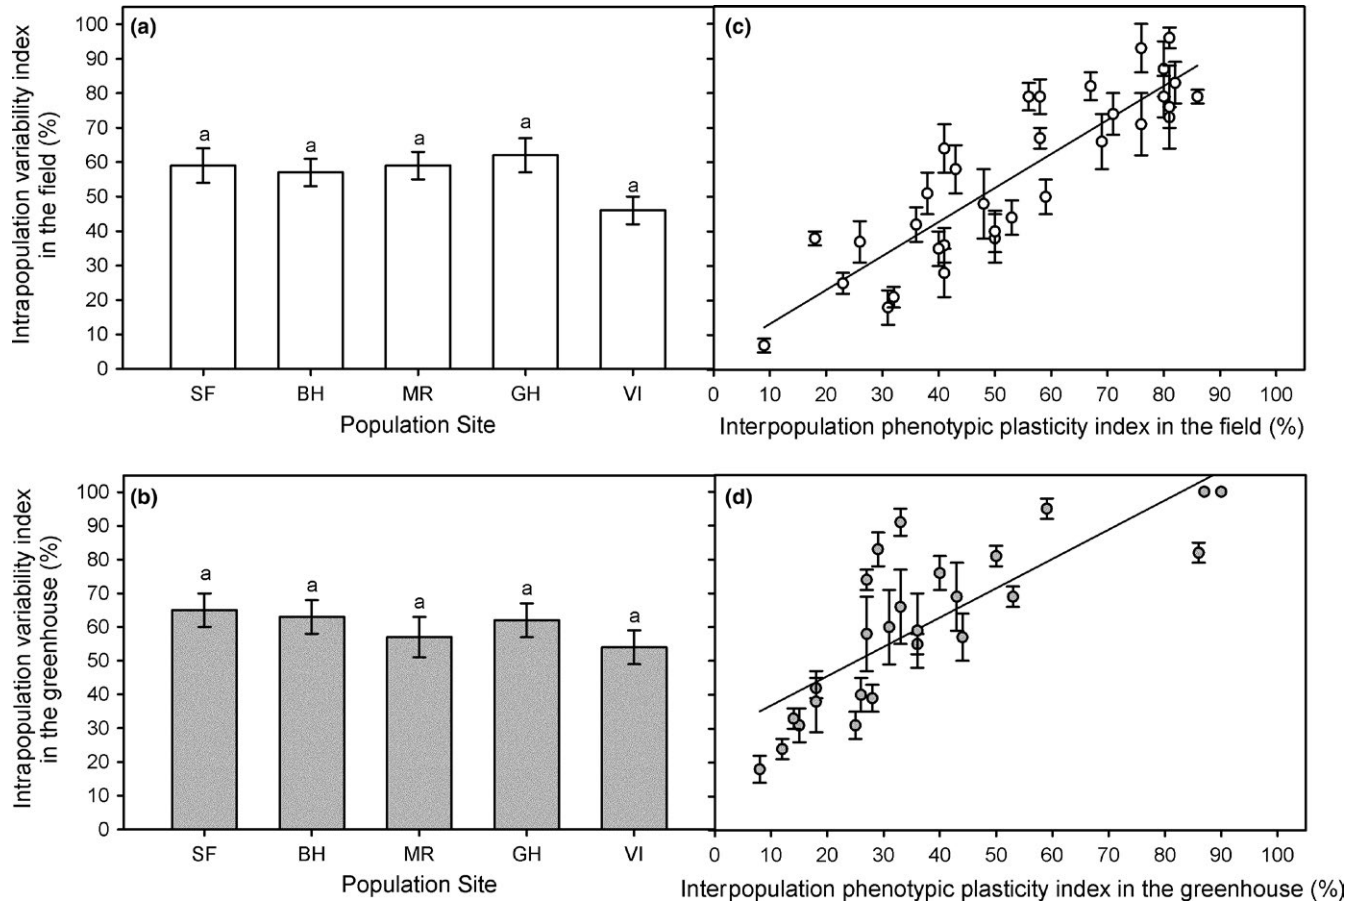 Intrapopulation variability index
in the field (%)
100
90
80
70
60
50
40
30
20
10
0
(a)
a
a
a
a
a
SF
BH
MR
GH
VI
Population Site
(c)
0
10
20
30
40
50
60
70
80
90
100
Interpopulation phenotypic plasticity index in the field (%)
Intrapopulation variability index
in the greenhouse (%)
100
90
80
70
60
50
40
30
20
10
0
(b)
a
a
a
a
a
SF
BH
MR
GH
VI
Population Site
(d)
0
10
20
30
40
50
60
70
80
90
100
Interpopulation phenotypic plasticity index in the greenhouse (%)